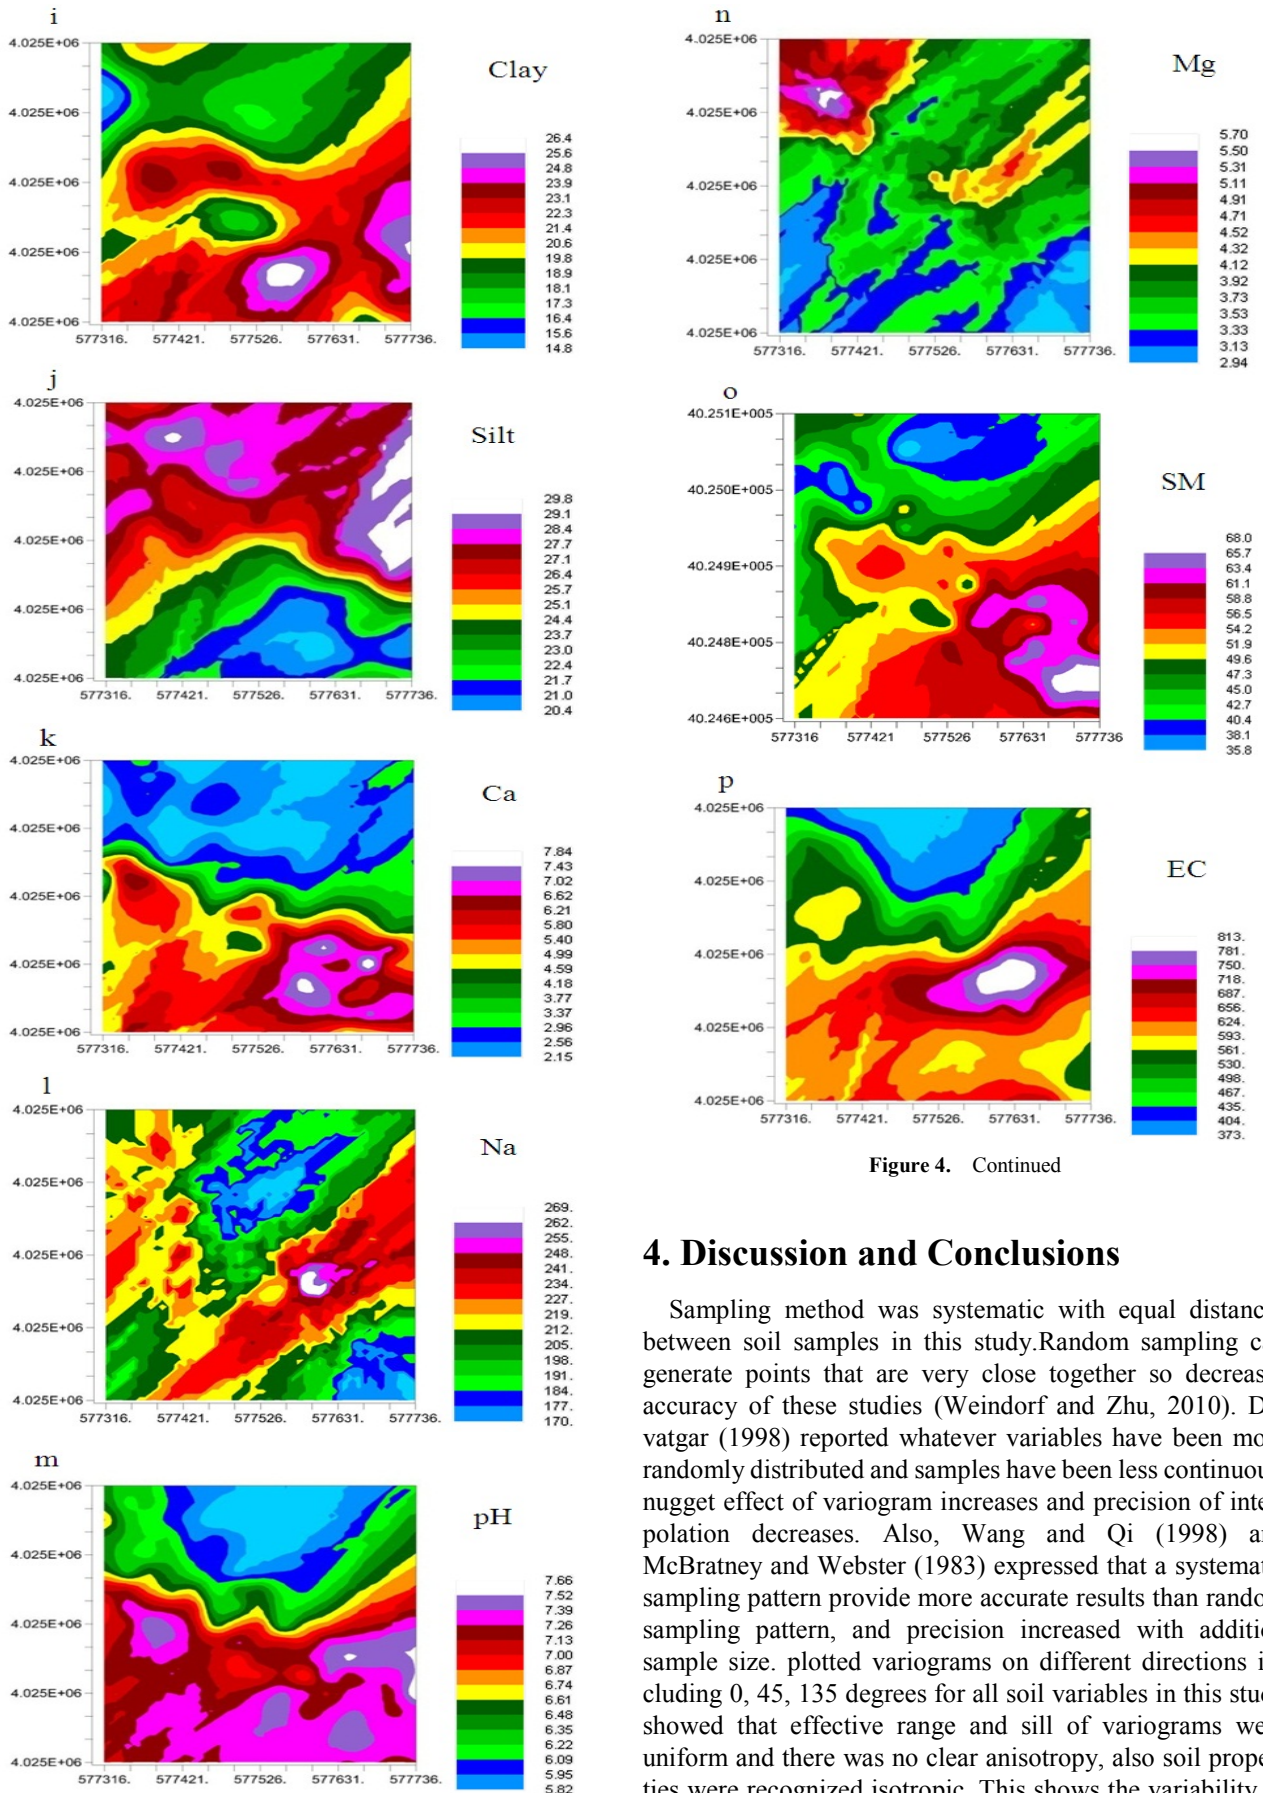 i
Clay
4.025E+06
4.025E+06
4.025E+06
4.025E+06
4.025E+06
577316. 577421. 577526. 577631. 577736.
26.4
25.6
24.8
23.9
23.1
22.3
21.4
20.6
19.8
18.9
18.1
17.3
16.4
15.6
14.8
j
Silt
4.025E+06
4.025E+06
4.025E+06
4.025E+06
4.025E+06
577316. 577421. 577526. 577631. 577736.
29.8
29.1
28.4
27.7
27.1
26.4
25.7
25.1
24.4
23.7
23.0
22.4
21.7
21.0
20.4
k
Ca
4.025E+06
4.025E+06
4.025E+06
4.025E+06
4.025E+06
577316. 577421. 577526. 577631. 577736.
7.84
7.43
7.02
6.62
6.21
5.80
5.40
4.99
4.59
4.18
3.77
3.37
2.96
2.56
2.15
l
Na
4.025E+06
4.025E+06
4.025E+06
4.025E+06
4.025E+06
577316. 577421. 577526. 577631. 577736.
269.
262.
255.
248.
241.
234.
227.
219.
212.
205.
198.
191.
184.
177.
170.
m
pH
4.025E+06
4.025E+06
4.025E+06
4.025E+06
4.025E+06
577316. 577421. 577526. 577631. 577736.
7.66
7.52
7.39
7.26
7.13
7.00
6.87
6.74
6.61
6.48
6.35
6.22
6.09
5.95
5.82
n
Mg
4.025E+06
4.025E+06
4.025E+06
4.025E+06
4.025E+06
577316. 577421. 577526. 577631. 577736.
5.70
5.50
5.31
5.11
4.91
4.71
4.52
4.32
4.12
3.92
3.73
3.53
3.33
3.13
2.94
o
SM
40.251E+005
40.250E+005
40.249E+005
40.248E+005
40.246E+005
577316 577421 577526 577631 577736
68.0
65.7
63.4
61.1
58.8
56.5
54.2
51.9
49.6
47.3
45.0
42.7
40.4
38.1
35.8
p
EC
4.025E+06
4.025E+06
4.025E+06
4.025E+06
4.025E+06
577316. 577421. 577526. 577631. 577736.
813.
781.
750.
718.
687.
656.
624.
593.
561.
530.
498.
467.
435.
404.
373.
Figure 4. Continued
4. Discussion and Conclusions
Sampling method was systematic with equal distanc
between soil samples in this study.Random sampling ca
generate points that are very close together so decreas
accuracy of these studies (Weindorf and Zhu, 2010). D
vatgar (1998) reported whatever variables have been mo
randomly distributed and samples have been less continuou
nugget effect of variogram increases and precision of inte
polation decreases. Also, Wang and Qi (1998) an
McBratney and Webster (1983) expressed that a systemat
sampling pattern provide more accurate results than rando
sampling pattern, and precision increased with additio
sample size. plotted variograms on different directions i
cluding 0, 45, 135 degrees for all soil variables in this stud
showed that effective range and sill of variograms we
uniform and there was no clear anisotropy, also soil prope
ties were recognized isotropic. This shows the variability